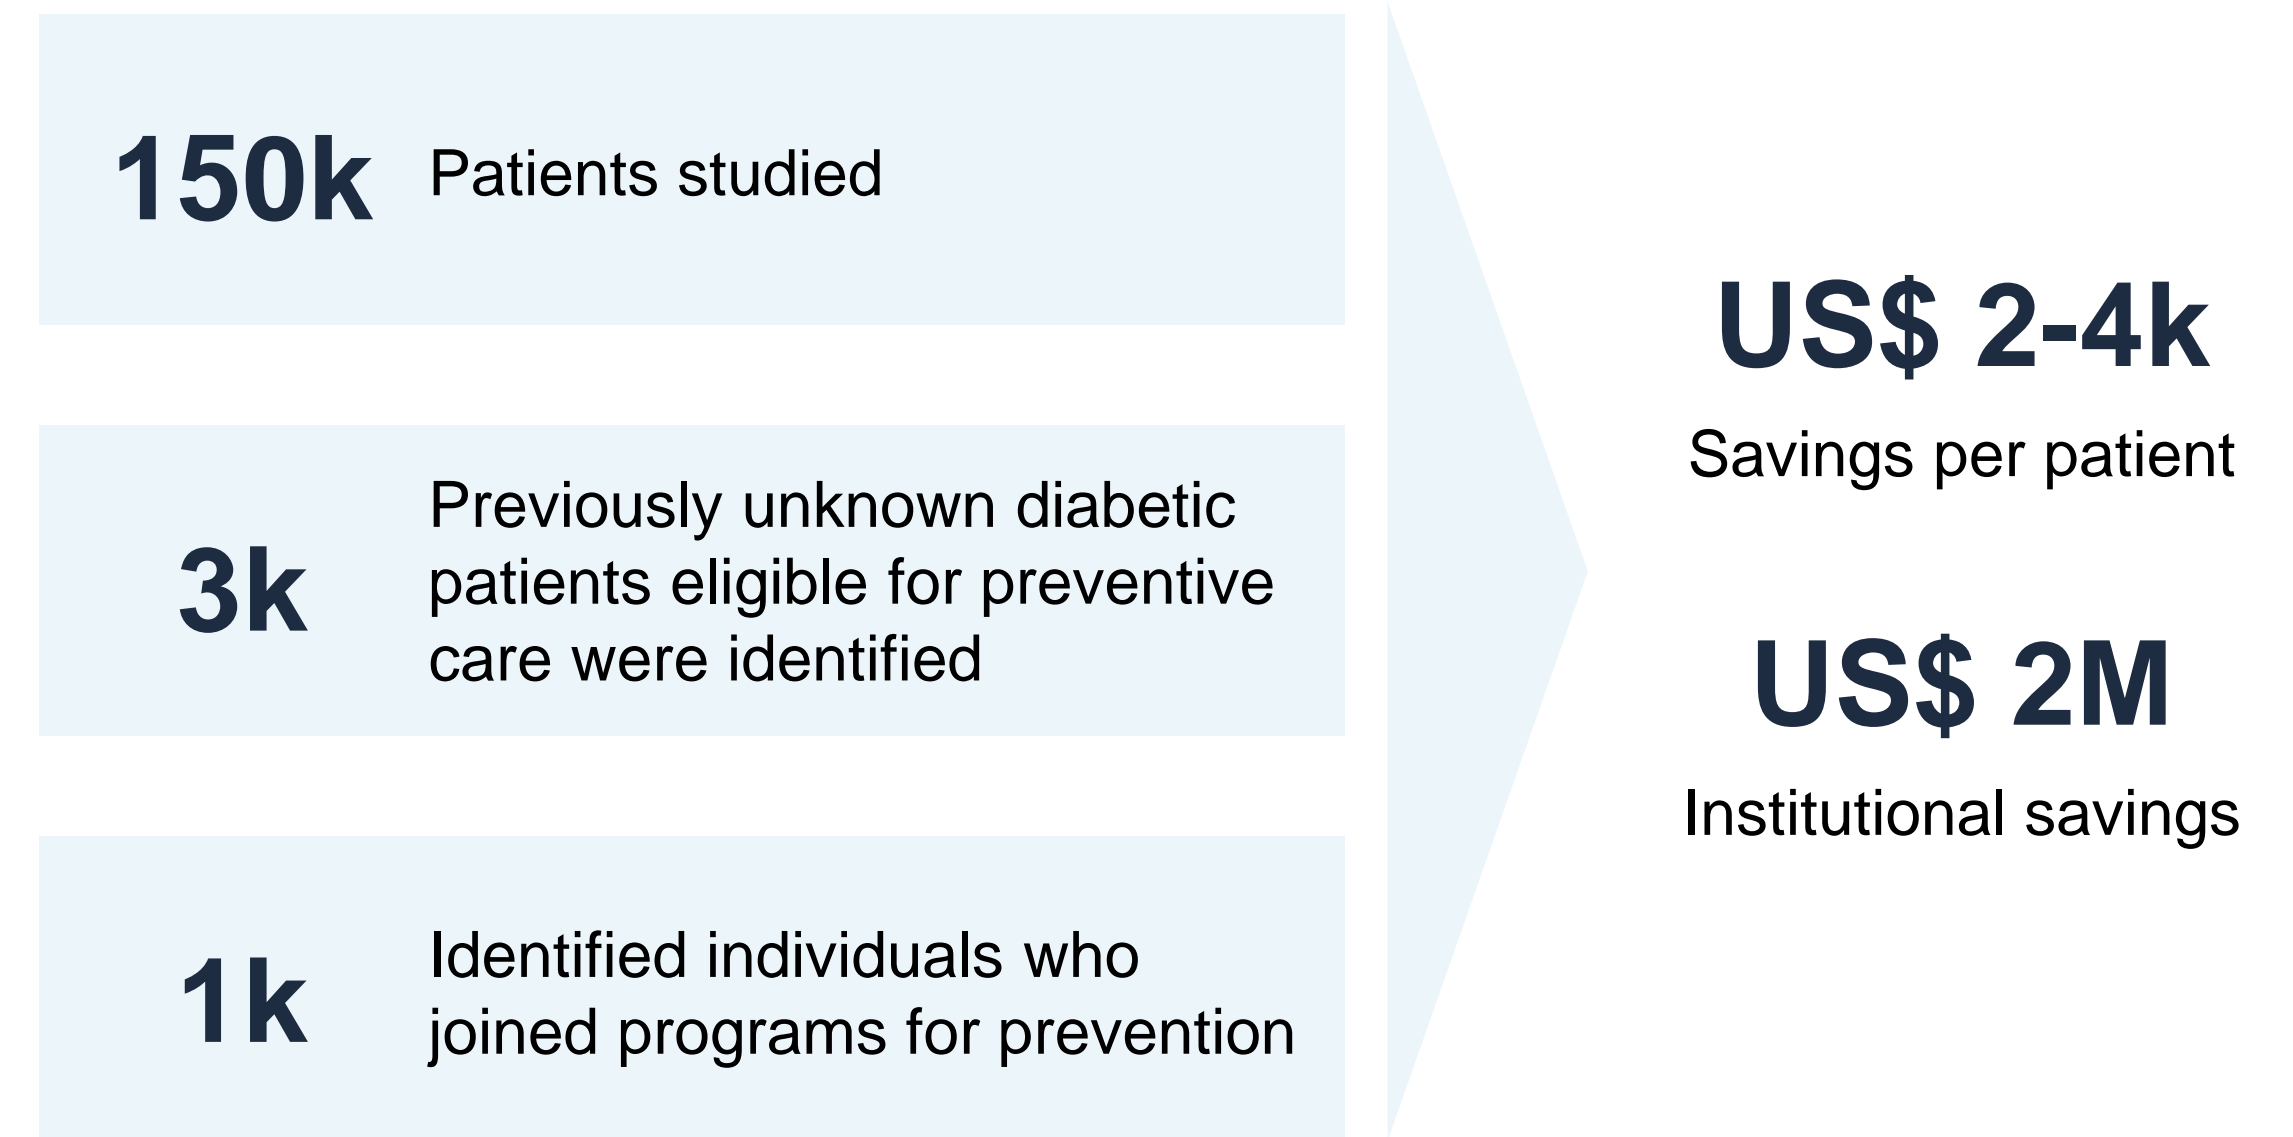 150k
Patients studied
3k
Previously unknown diabetic
patients eligible for preventive
care were identified
1k
Identified individuals who
joined programs for prevention
US$ 2-4k
Savings per patient
US$ 2M
Institutional savings